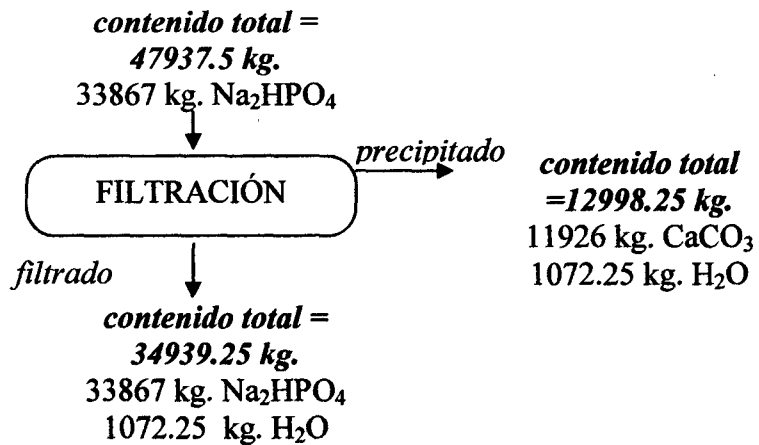 contenido total =
47937.5 kg.
33867 kg. Na₂HPO₄
FILTRACIÓN
precipitado
contenido total
=12998.25 kg.
11926 kg. CaCO₃
1072.25 kg. H₂O
filtrado
contenido total =
34939.25 kg.
33867 kg. Na₂HPO₄
1072.25 kg. H₂O